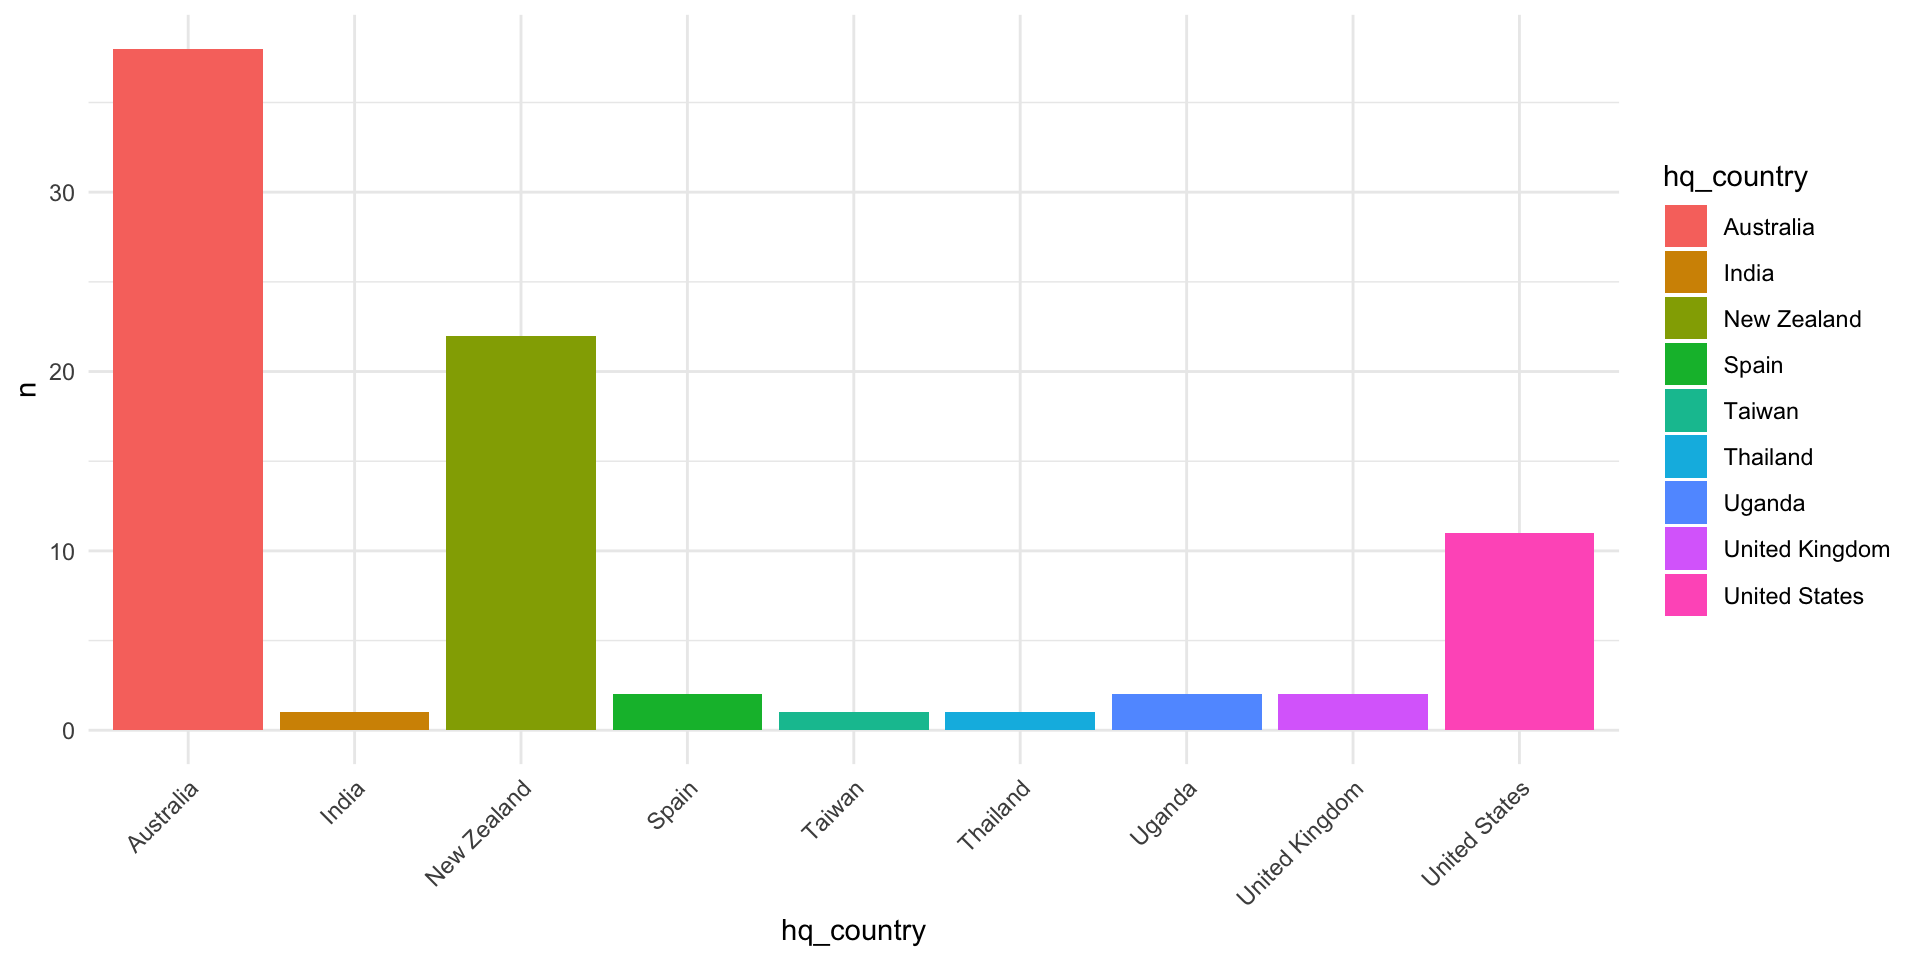 30
20
10
0
n
Australia
India
New Zealand
Spain
Taiwan
Thailand
Uganda
United Kingdom
United States
hq_country
hq_country
Australia
India
New Zealand
Spain
Taiwan
Thailand
Uganda
United Kingdom
United States